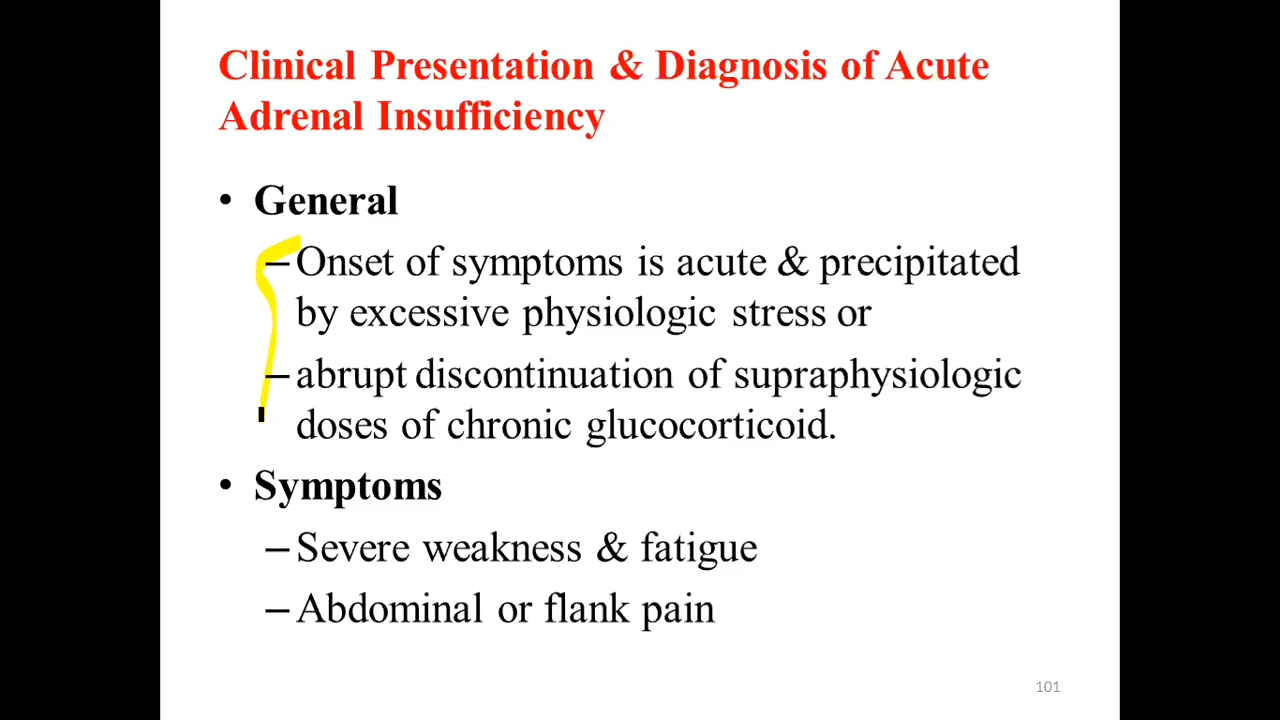 Clinical Presentation & Diagnosis of Acute
Adrenal Insufficiency
• General
– Onset of symptoms is acute & precipitated
by excessive physiologic stress or
– abrupt discontinuation of supraphysiologic
doses of chronic glucocorticoid.
• Symptoms
– Severe weakness & fatigue
– Abdominal or flank pain
101